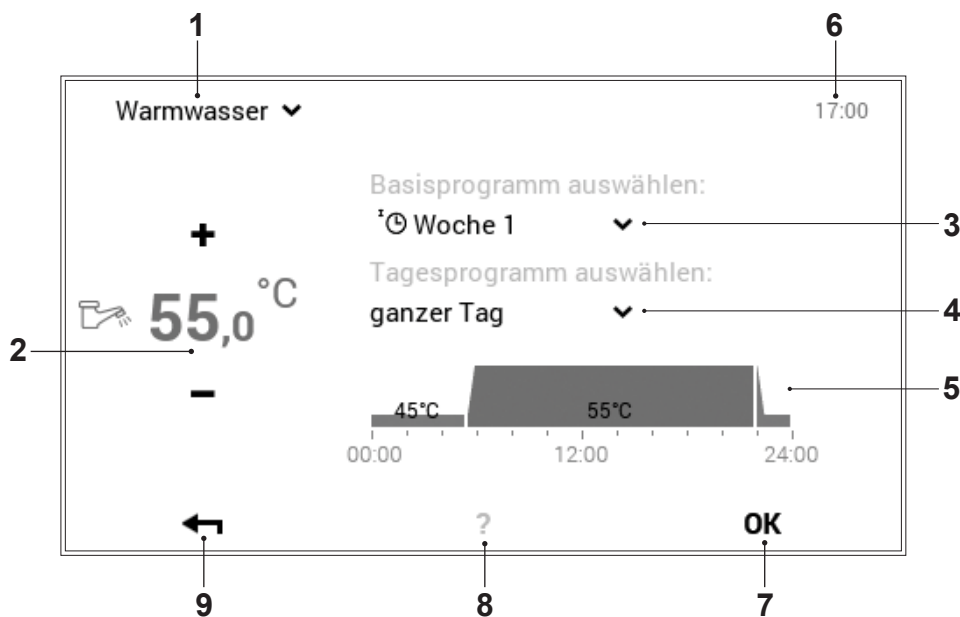 1 6
Warmwasser 17:00
Basisprogramm auswählen:
I Woche 1 3
+
Tagesprogramm auswählen:
55,0 °C
ganzer Tag 4
2
− 5
45°C 55°C
00:00 12:00 24:00
? OK
9 8 7